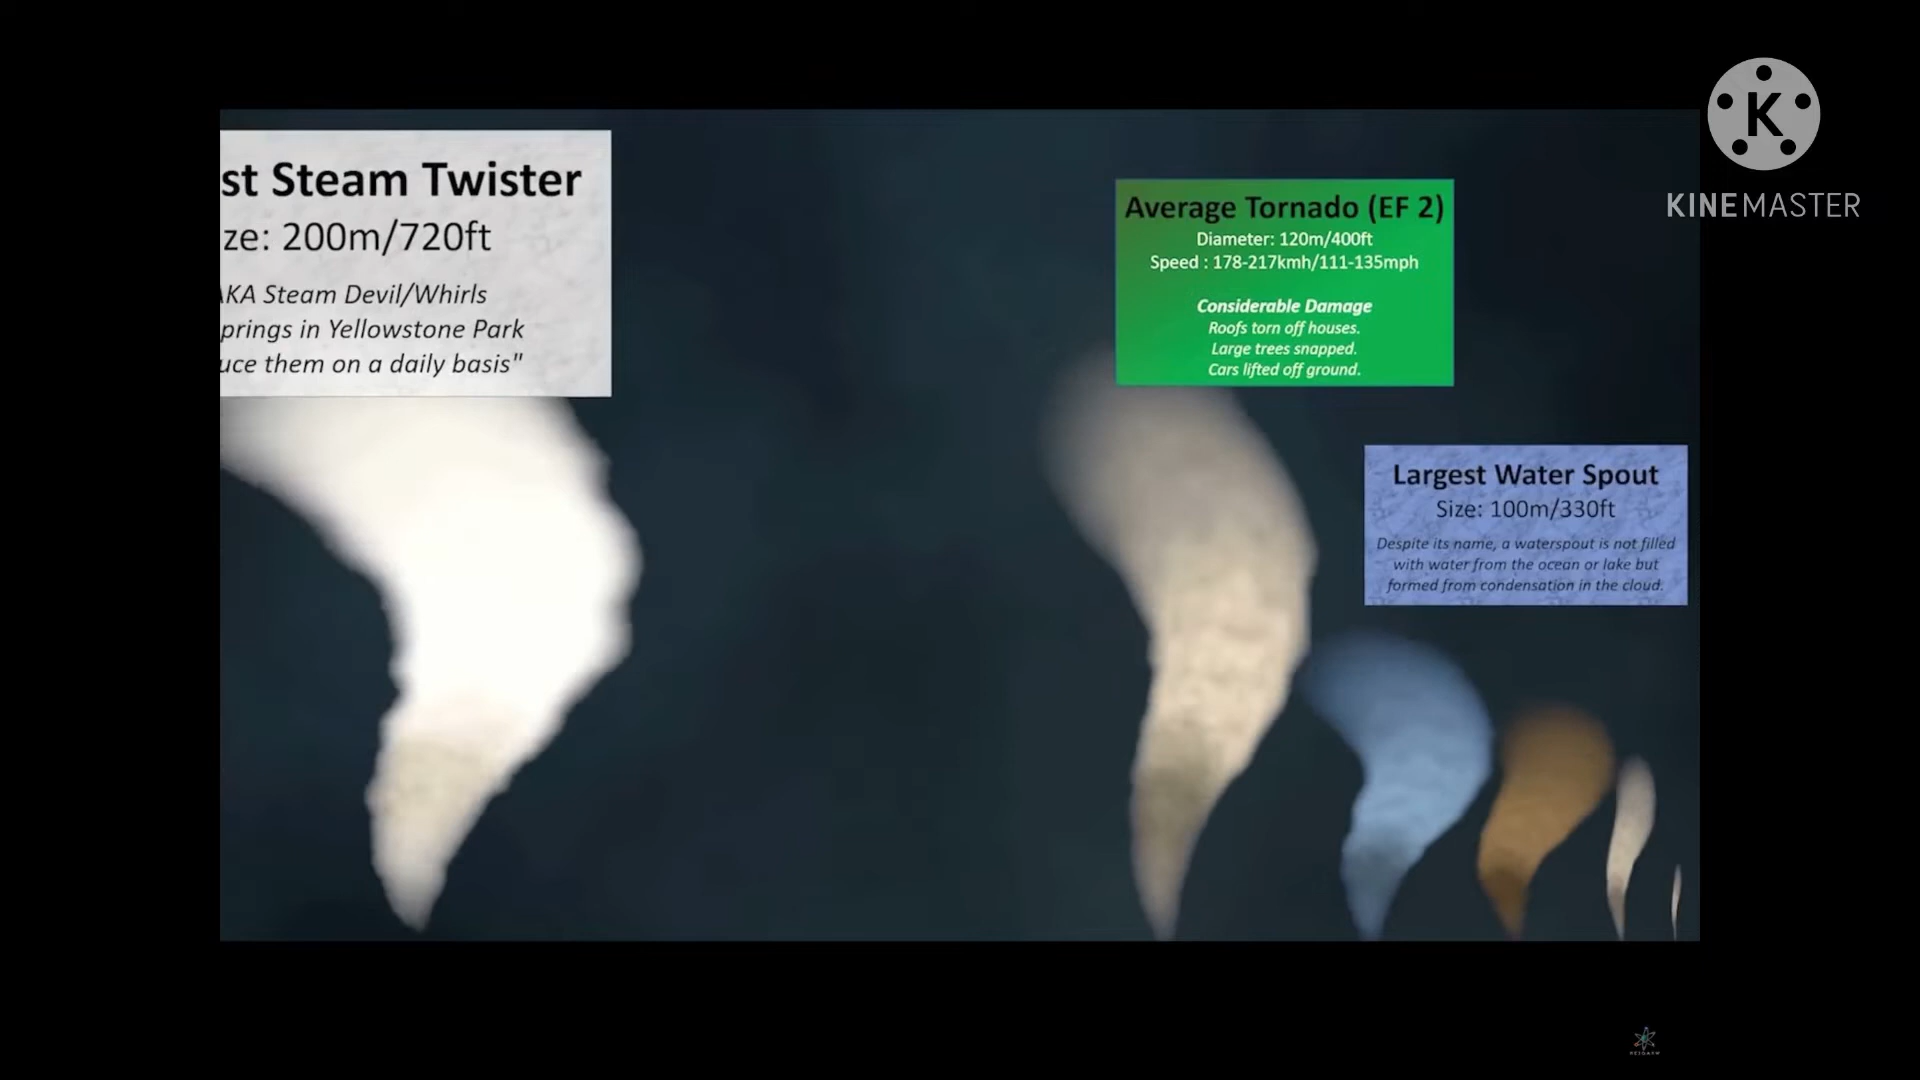 st Steam Twister
ze: 200m/720ft
AKA Steam Devil/Whirls
prings in Yellowstone Park
uce them on a daily basis"
Average Tornado (EF 2)
Diameter: 120m/400ft
Speed : 178-217kmh/111-135mph
Considerable Damage
Roofs torn off houses.
Large trees snapped.
Cars lifted off ground.
Largest Water Spout
Size: 100m/330ft
Despite its name, a waterspout is not filled
with water from the ocean or lake but
formed from condensation in the cloud.
K
KINEMASTER